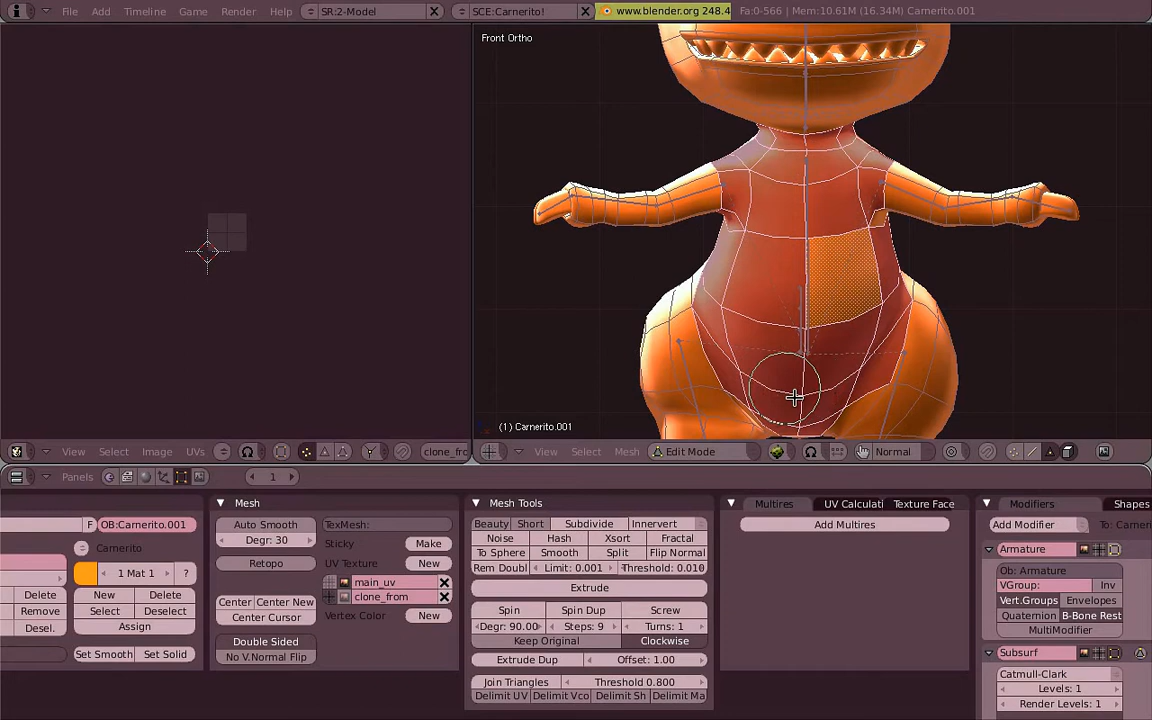 File Add Timeline Game Render Help SR:2-Model SCE:Carnerito! www.blender.org 248.4 Fa:0-566 | Mem:10.61M (16.34M) Carnerito.001
Front Ortho
(1) Carnerito.001
View Select Image UVs clone_fro
View Select Mesh Edit Mode Normal
Panels 1
Mesh
Mesh Tools
Multires UV Calculati Texture Face
Modifiers Shapes
F OB:Carnerito.001
Auto Smooth TexMesh:
Beauty Short Subdivide Innervert
Add Multires
Add Modifier To: Carneri
Degr: 30
Noise Hash Xsort Fractal
Camerito
Sticky Make
Armature
To Sphere Smooth Split Flip Normal
Retopo UV Texture New
Rem Doubl Limit: 0.001 Threshold: 0.010
1 Mat 1 ?
main_uv
Ob: Armature
Extrude
VGroup: Inv
Delete New Delete
Center Center New clone_from
Vert.Groups Envelopes
Remove Select Deselect
Center Cursor Vertex Color New
Spin Spin Dup Screw
Quaternion B-Bone Rest
Desel. Assign
Degr: 90.00 Steps: 9 Turns: 1
MultiModifier
Double Sided
Keep Original Clockwise
Set Smooth Set Solid
No V.Normal Flip
Extrude Dup Offset: 1.00
Subsurf
Catmull-Clark
Join Triangles Threshold 0.800
Levels: 1
Delimit UV Delimit Vco Delimit Sh Delimit Ma
Render Levels: 1